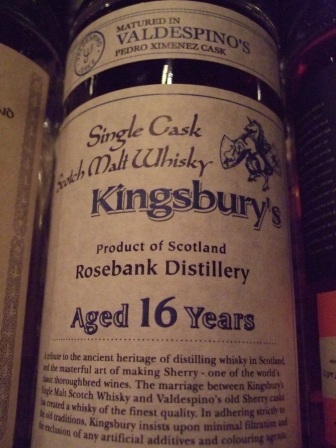 MATURED IN
VALDESPINO'S
PEDRO XIMENEZ CASK
Single Cask
Scotch Malt Whisky
Kingsbury's
Product of Scotland
Rosebank Distillery
Aged 16 Years
A tribute to the ancient heritage of distilling whisky in Scotland,
and the masterful art of making Sherry - one of the world's
classic thoroughbred wines. The marriage between Kingsbury's
Single Malt Scotch Whisky and Valdespino's old Sherry casks
has created a whisky of the finest quality. In adhering strictly to
the old traditions, Kingsbury insists upon minimal filtration and
the exclusion of any artificial additives and colouring